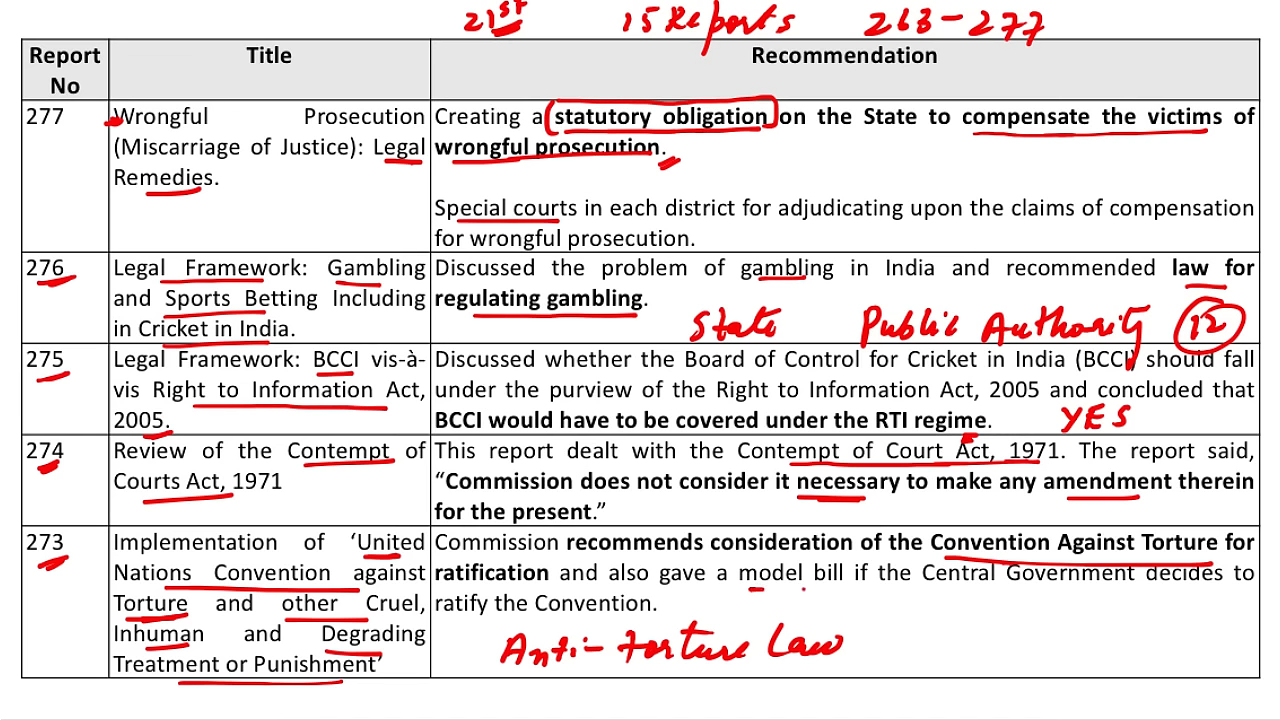 21st 15 Reports 263-277
Report No Title Recommendation
277
Wrongful Prosecution
(Miscarriage of Justice): Legal
Remedies.
Creating a statutory obligation on the State to compensate the victims of
wrongful prosecution.
Special courts in each district for adjudicating upon the claims of compensation
for wrongful prosecution.
276
Legal Framework: Gambling
and Sports Betting Including
in Cricket in India.
Discussed the problem of gambling in India and recommended law for
regulating gambling.
State Public Authority 12
275
Legal Framework: BCCI vis-à-
vis Right to Information Act,
2005.
Discussed whether the Board of Control for Cricket in India (BCCI) should fall
under the purview of the Right to Information Act, 2005 and concluded that
BCCI would have to be covered under the RTI regime.
YES
274
Review of the Contempt of
Courts Act, 1971
This report dealt with the Contempt of Court Act, 1971. The report said,
“Commission does not consider it necessary to make any amendment therein
for the present.”
273
Implementation of ‘United
Nations Convention against
Torture and other Cruel,
Inhuman and Degrading
Treatment or Punishment’
Commission recommends consideration of the Convention Against Torture for
ratification and also gave a model bill if the Central Government decides to
ratify the Convention.
Anti-torture Law